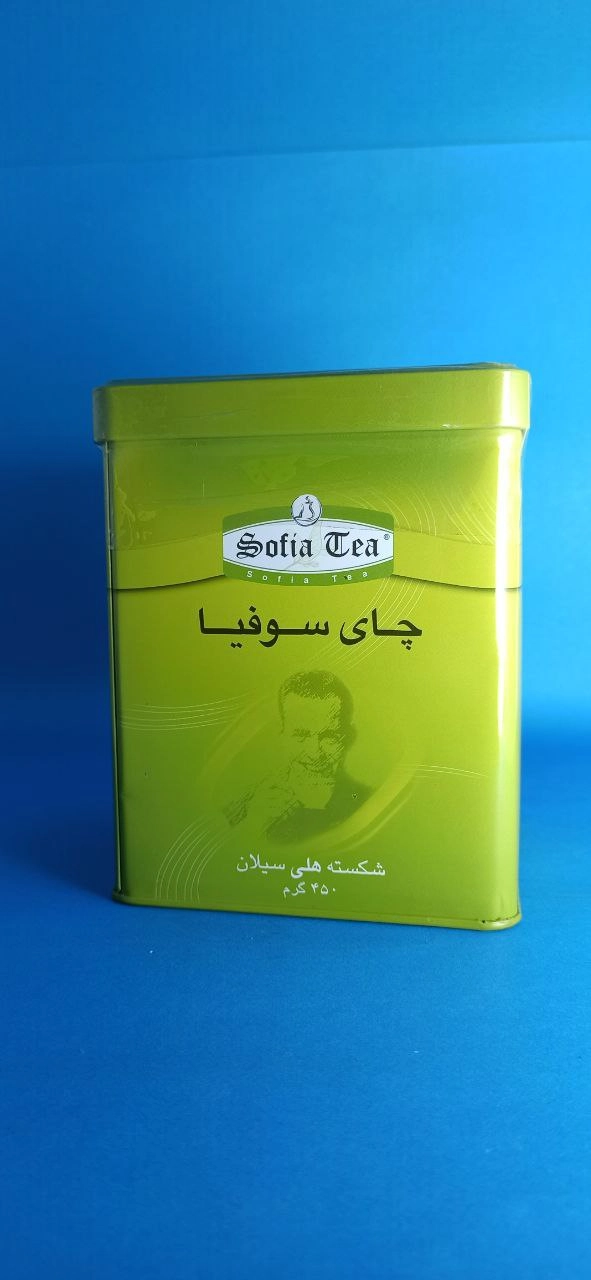 Sofia Tea®
Sofia Tea
چای سوفیا
شکسته هلی سیلان
۴۵۰ گرم